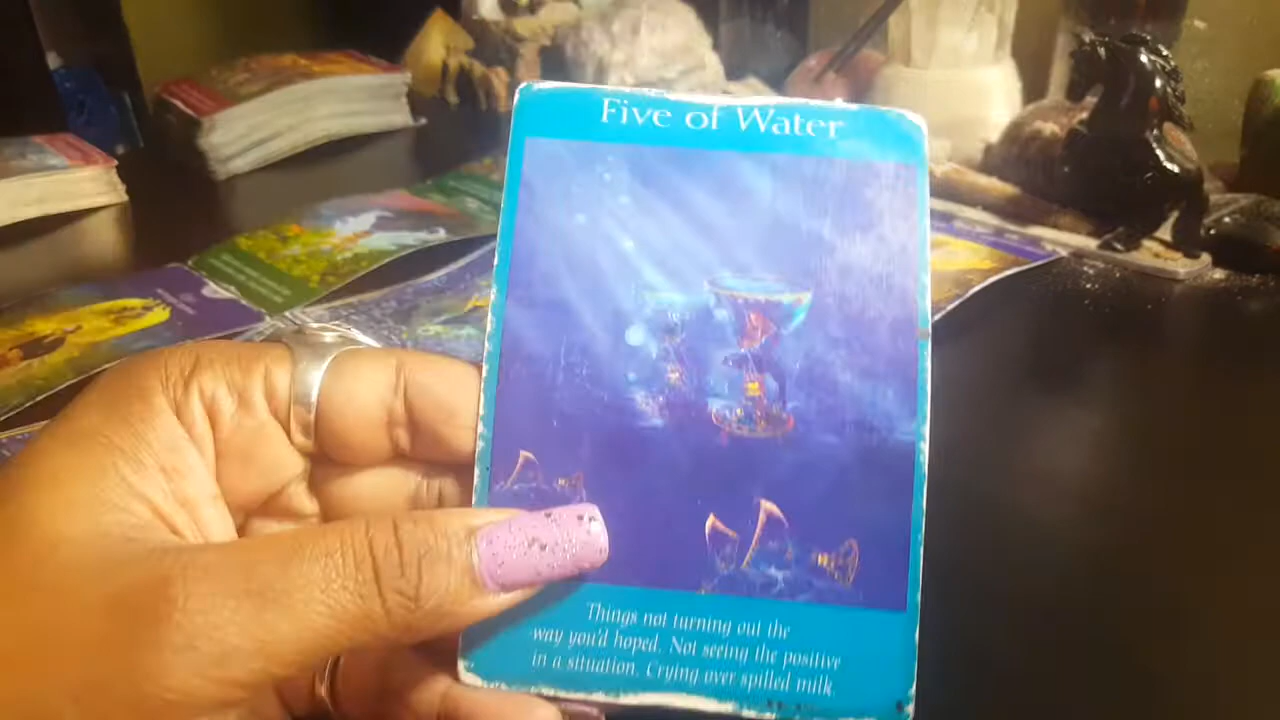 Five of Water
Things not turning out the
way you'd hoped. Not seeing the positive
in a situation. Crying over spilled milk.